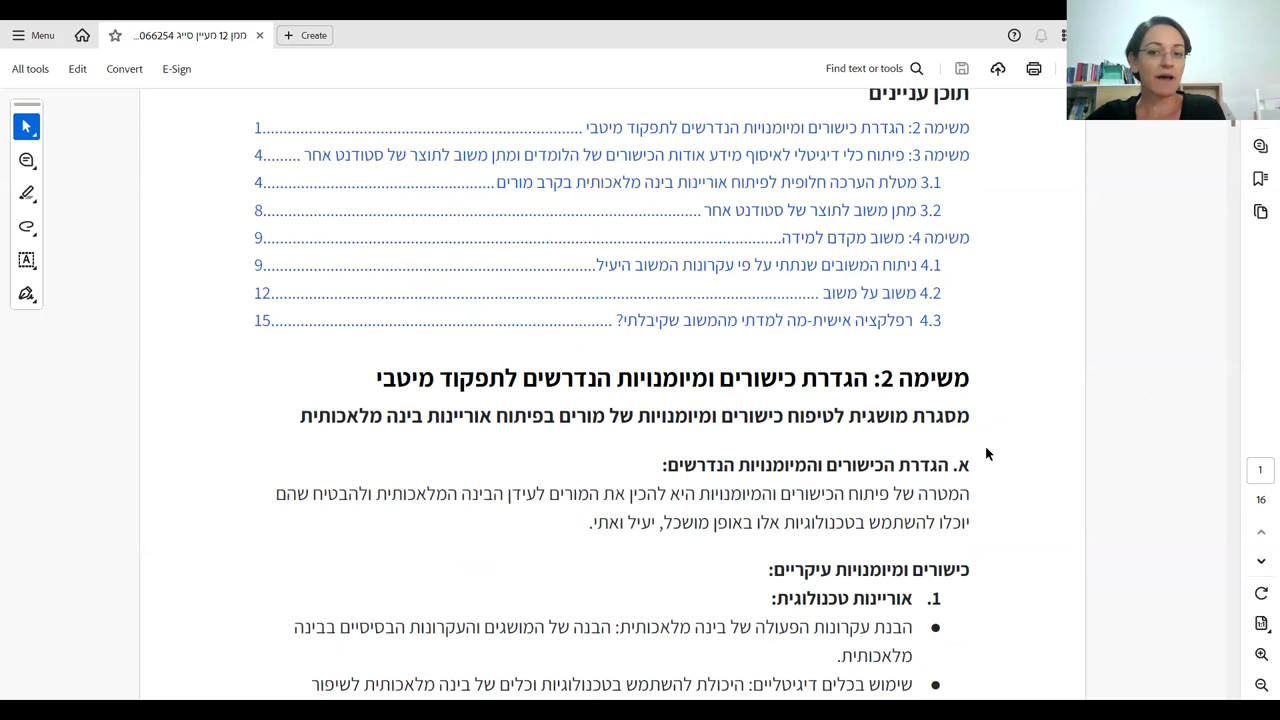 Menu
ממן 12 מעיין סייג 066254...
Create
All tools
Edit
Convert
E-Sign
Find text or tools
תוכן עניינים
משימה 2: הגדרת כישורים ומיומנויות הנדרשים לתפקוד מיטבי ................................................................ 1
משימה 3: פיתוח כלי דיגיטלי לאיסוף מידע אודות הכישורים של הלומדים ומתן משוב לתוצר של סטודנט אחר ........ 4
3.1 מטלת הערכה חלופית לפיתוח אוריינות בינה מלאכותית בקרב מורים................................................ 4
3.2 מתן משוב לתוצר של סטודנט אחר ........................................................................................ 8
משימה 4: משוב מקדם למידה................................................................................................ 9
4.1 ניתוח המשובים שנתתי על פי עקרונות המשוב היעיל................................................................. 9
4.2 משוב על משוב ................................................................................................................ 12
4.3 רפלקציה אישית-מה למדתי מהמשוב שקיבלתי? ...................................................................... 15
משימה 2: הגדרת כישורים ומיומנויות הנדרשים לתפקוד מיטבי
מסגרת מושגית לטיפוח כישורים ומיומנויות של מורים בפיתוח אוריינות בינה מלאכותית
א. הגדרת הכישורים והמיומנויות הנדרשים:
המטרה של פיתוח הכישורים והמיומנויות היא להכין את המורים לעידן הבינה המלאכותית ולהבטיח שהם
יוכלו להשתמש בטכנולוגיות אלו באופן מושכל, יעיל ואתי.
כישורים ומיומנויות עיקריים:
1. אוריינות טכנולוגית:
● הבנת עקרונות הפעולה של בינה מלאכותית: הבנה של המושגים והעקרונות הבסיסיים בבינה
מלאכותית.
● שימוש בכלים דיגיטליים: היכולת להשתמש בטכנולוגיות וכלים של בינה מלאכותית לשיפור
1
16